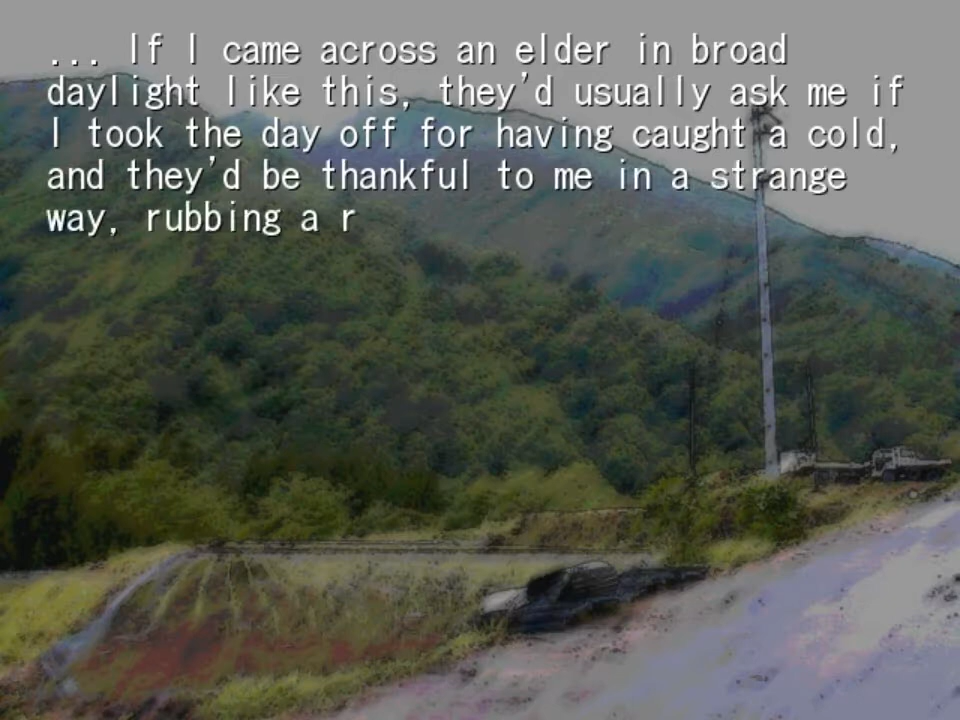 ... If I came across an elder in broad
daylight like this, they'd usually ask me if
I took the day off for having caught a cold,
and they'd be thankful to me in a strange
way, rubbing a r